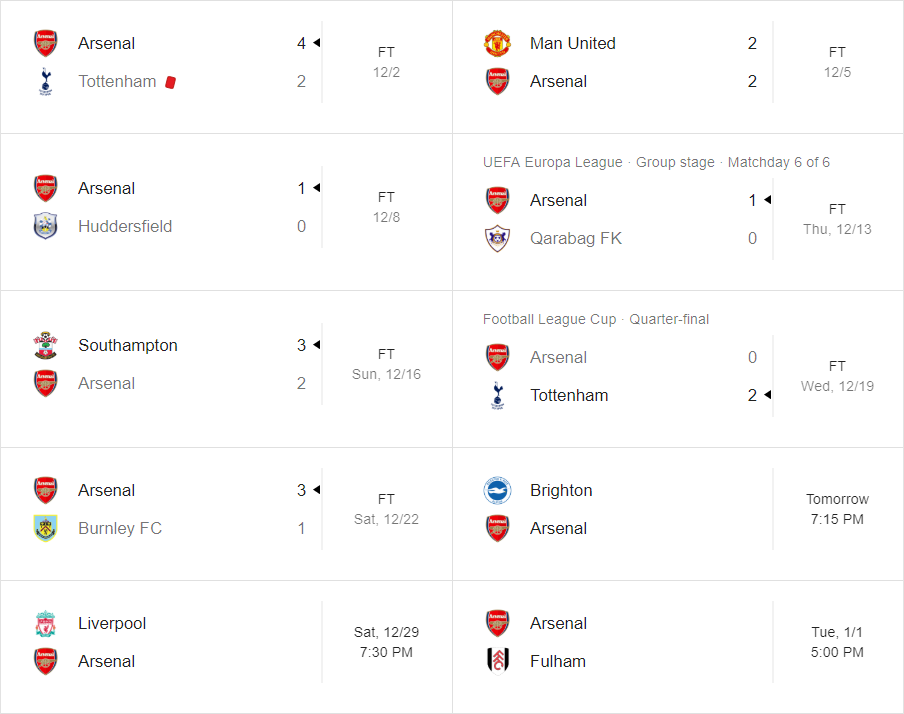 Arsenal 4
Tottenham 2
FT
12/2
Man United 2
Arsenal 2
FT
12/5
Arsenal 1
Huddersfield 0
FT
12/8
UEFA Europa League · Group stage · Matchday 6 of 6
Arsenal 1
Qarabag FK 0
FT
Thu, 12/13
Southampton 3
Arsenal 2
FT
Sun, 12/16
Football League Cup · Quarter-final
Arsenal 0
Tottenham 2
FT
Wed, 12/19
Arsenal 3
Burnley FC 1
FT
Sat, 12/22
Brighton
Arsenal
Tomorrow
7:15 PM
Liverpool
Arsenal
Sat, 12/29
7:30 PM
Arsenal
Fulham
Tue, 1/1
5:00 PM